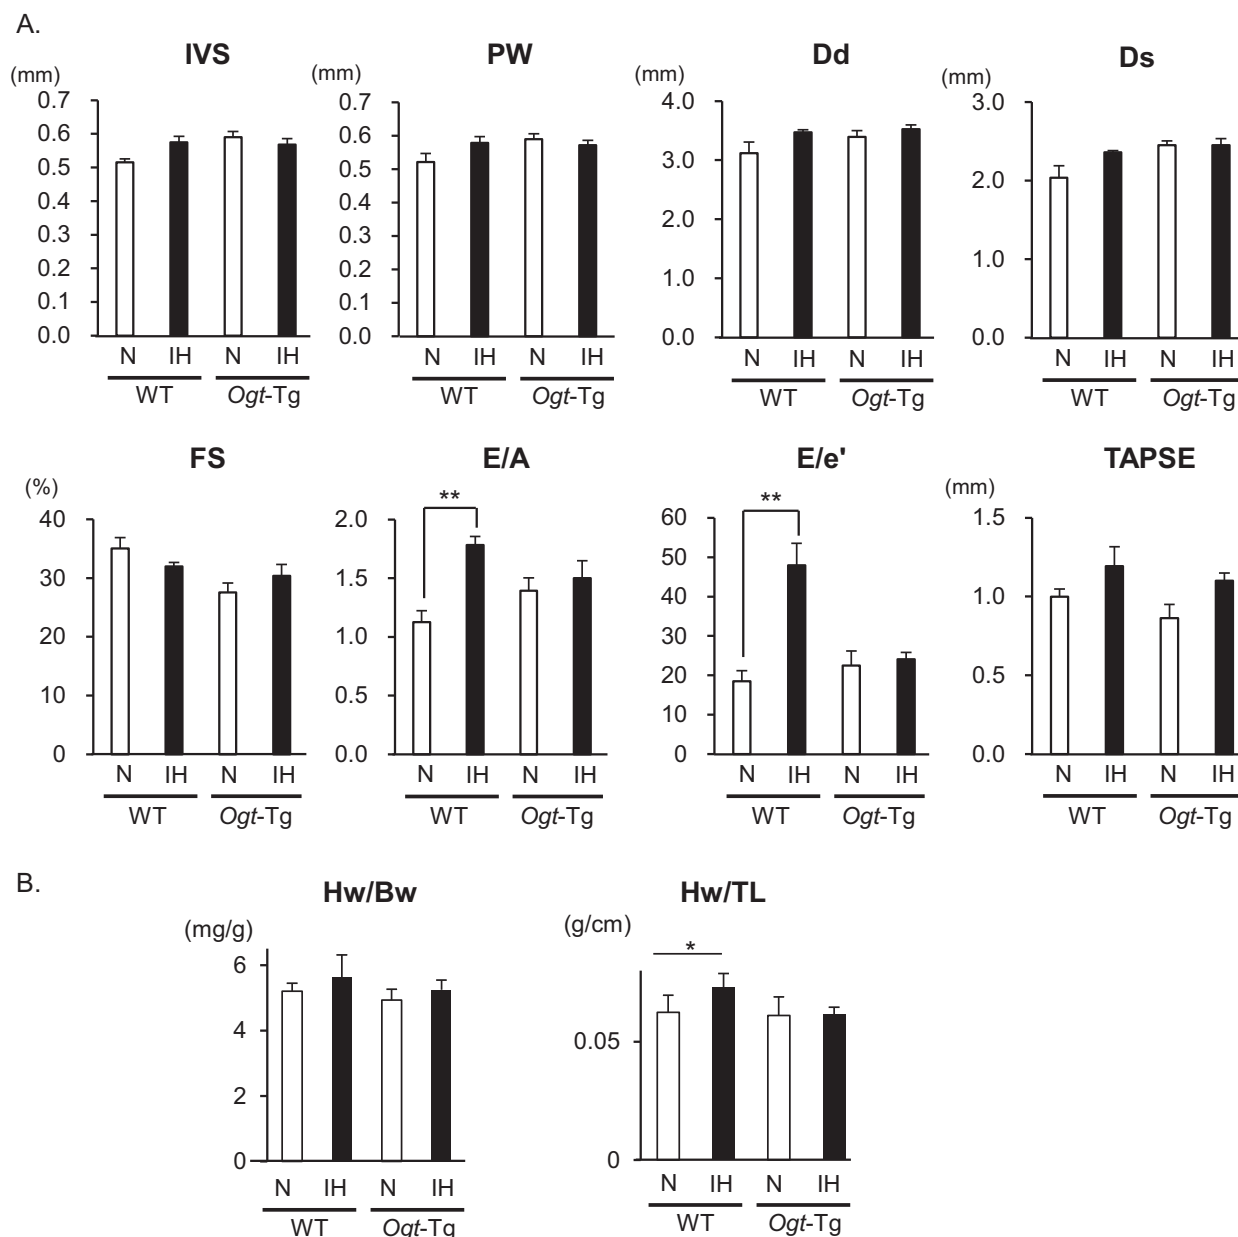 A.
IVS PW Dd Ds
(mm) (mm) (mm) (mm)
0.7 0.7 4.0 3.0
0.6 0.6
0.5 0.5 3.0
0.4 0.4 2.0
0.3 0.3 2.0
0.2 0.2 1.0 1.0
0.1 0.1
0.0 0.0 0.0 0.0
N IH N IH N IH N IH N IH N IH N IH N IH
WT Ogt-Tg WT Ogt-Tg WT Ogt-Tg WT Ogt-Tg
FS E/A E/e' TAPSE
(%) (mm)
** **
40 2.0 60 1.5
50
30 1.5 40 1.0
20 1.0 30
20 0.5
10 0.5 10
0 0.0 0 0.0
N IH N IH N IH N IH N IH N IH N IH N IH
WT Ogt-Tg WT Ogt-Tg WT Ogt-Tg WT Ogt-Tg
B.
Hw/Bw Hw/TL
(mg/g) (g/cm)
*
6
4 0.05
2
0 0
N IH N IH N IH N IH
WT Ogt-Tg WT Ogt-Tg